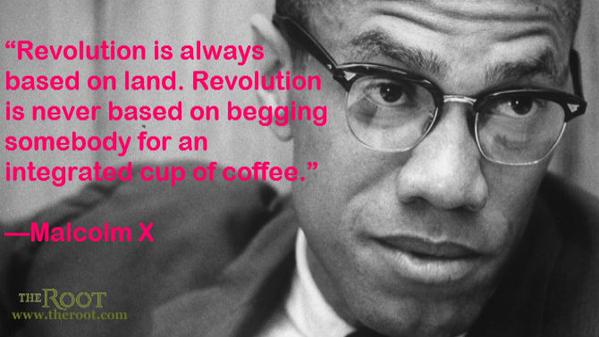 “Revolution is always
based on land. Revolution
is never based on begging
somebody for an
integrated cup of coffee.”
—Malcolm X
THE ROOT
www.theroot.com